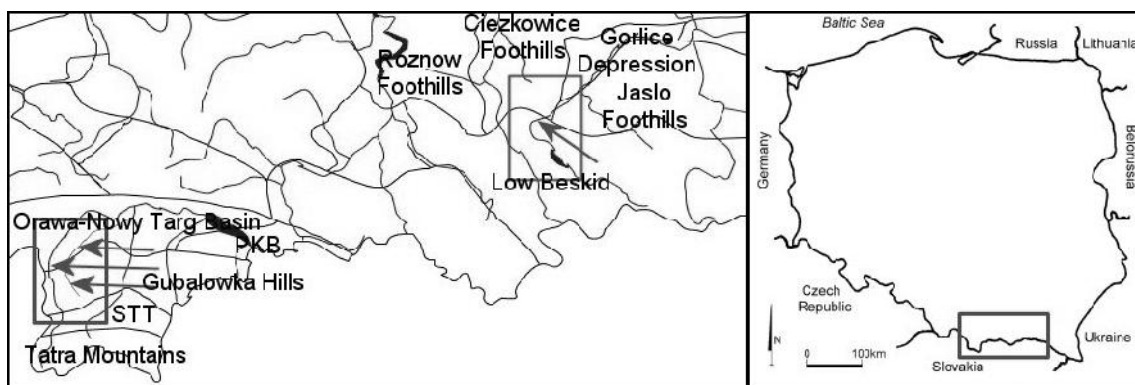 Ciezkowice
Foothills
Gorlice
Depression
Roznow
Foothills
Jaslo
Foothills
Low Beskid
Orawa-Nowy Targ Basin
PKB
Gubalowka Hills
STT
Tatra Mountains
Baltic Sea
Russia
Lithuania
Germany
Belorussia
Czech
Republic
Ukraine
N
0 100km
Slovakia